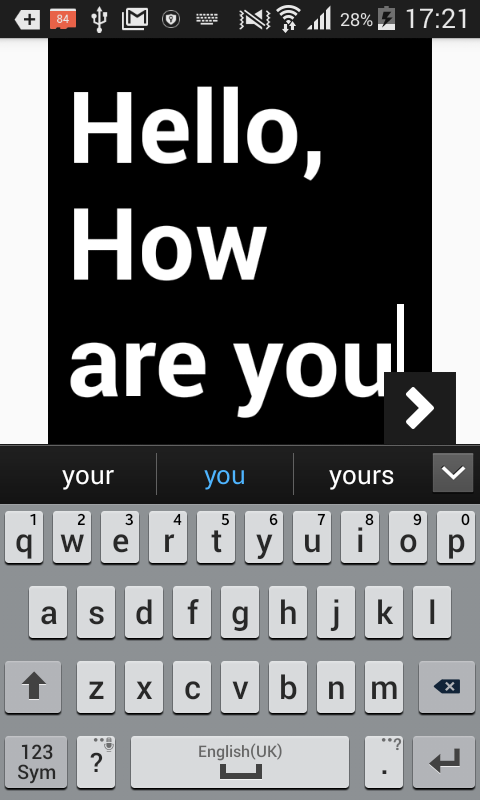 84 28% 17:21
Hello,
How
are you
your you yours
1 2 3 4 5 6 7 8 9 0
q w e r t y u i o p
a s d f g h j k l
z x c v b n m
123 Sym ? English(UK) . ?